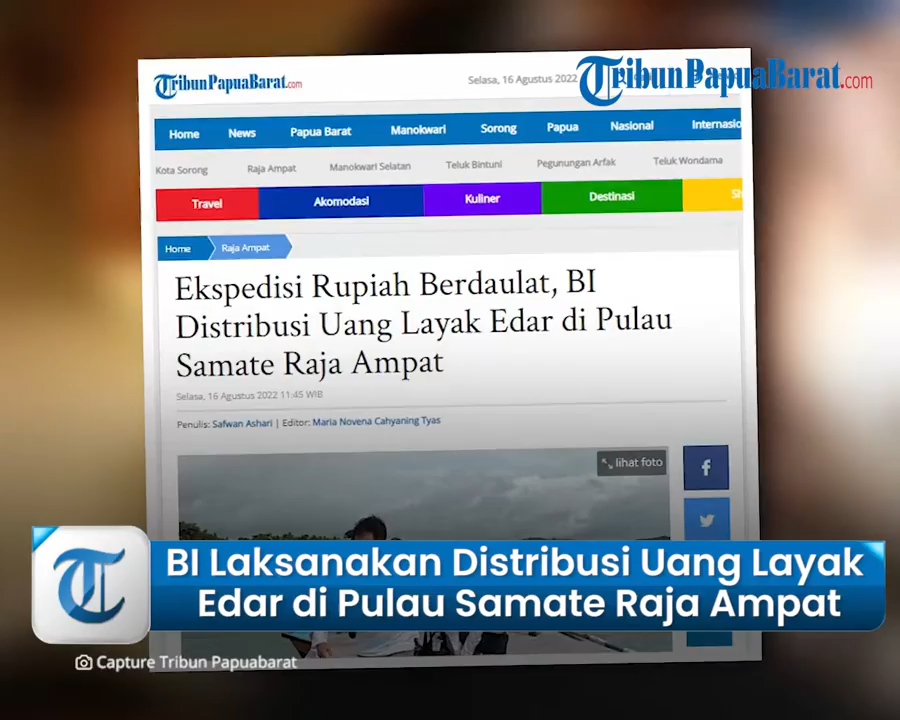 TribunPapuaBarat.com
Selasa, 16 Agustus 2022
TribunPapuaBarat.com
Home News Papua Barat Manokwari Sorong Papua Nasional Internasio
Kota Sorong Raja Ampat Manokwari Selatan Teluk Bintuni Pegunungan Arfak Teluk Wondama
Travel Akomodasi Kuliner Destinasi Sh
Home Raja Ampat
Ekspedisi Rupiah Berdaulat, BI
Distribusi Uang Layak Edar di Pulau
Samate Raja Ampat
Selasa, 16 Agustus 2022 11:45 WIB
Penulis: Safwan Ashari | Editor: Maria Novena Cahyaning Tyas
lihat foto
BI Laksanakan Distribusi Uang Layak
Edar di Pulau Samate Raja Ampat
Capture Tribun Papuabarat